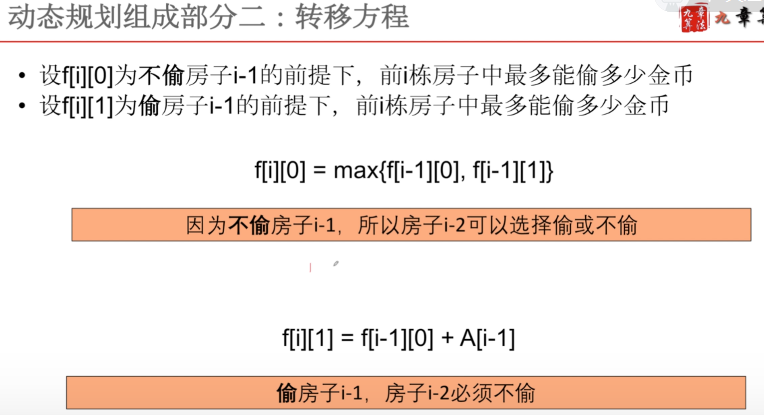 动态规划组成部分二：转移方程
九章
• 设f[i][0]为不偷房子i-1的前提下，前i栋房子中最多能偷多少金币
• 设f[i][1]为偷房子i-1的前提下，前i栋房子中最多能偷多少金币
f[i][0] = max{f[i-1][0], f[i-1][1]}
因为不偷房子i-1，所以房子i-2可以选择偷或不偷
f[i][1] = f[i-1][0] + A[i-1]
偷房子i-1，房子i-2必须不偷